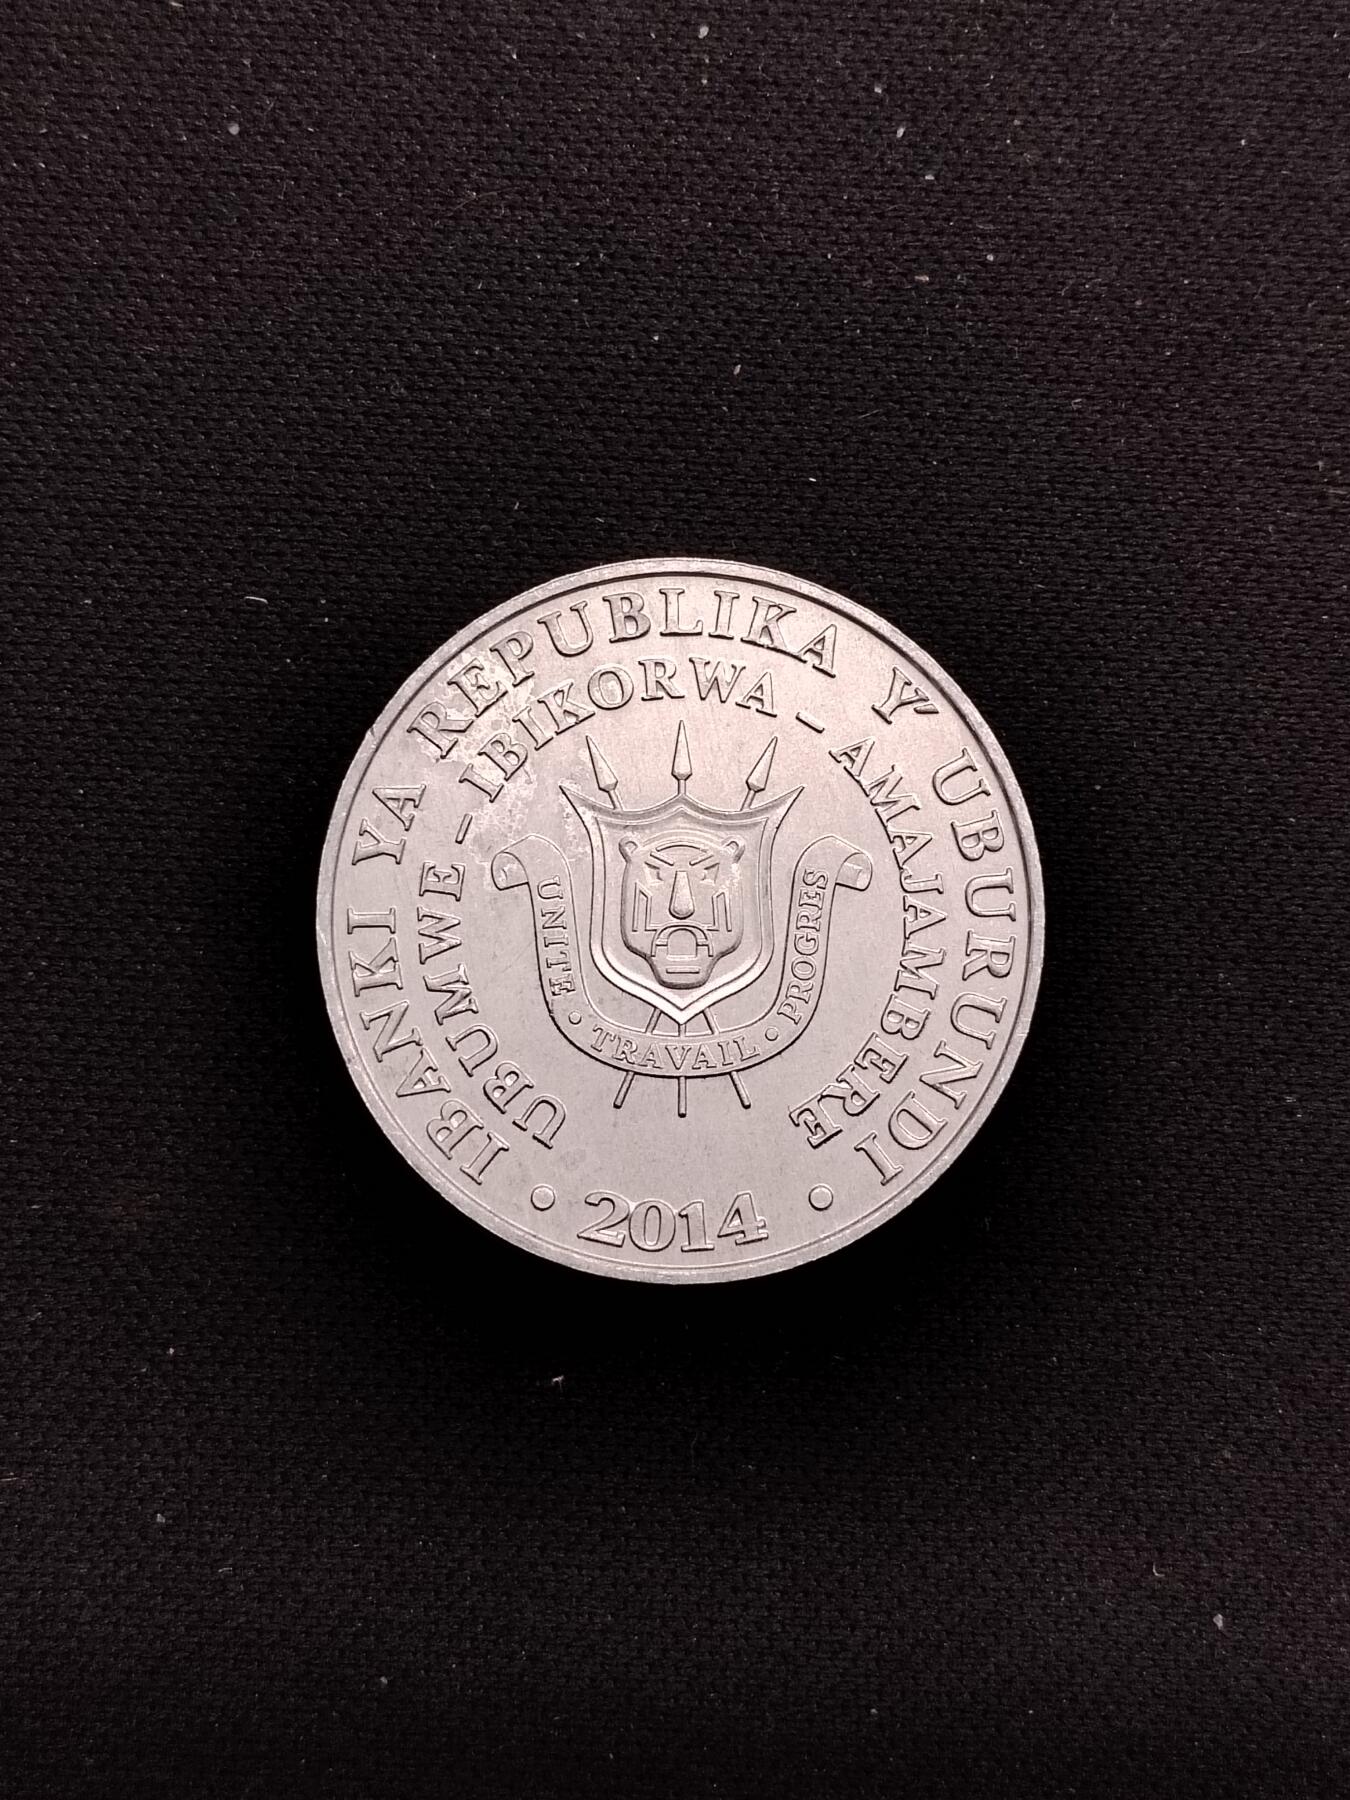 IBANKI YA REPUBLIKA Y' UBURUNDI
UBUMWE - IBIKORWA - AMAJAMBERE
UNITE • TRAVAIL • PROGRES
• 2014 •